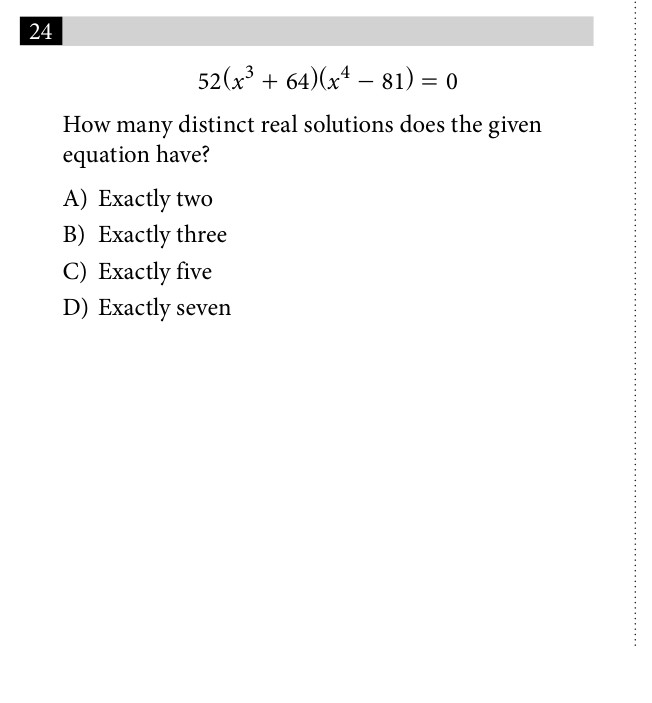 24
52(x³ + 64)(x⁴ − 81) = 0
How many distinct real solutions does the given
equation have?
A) Exactly two
B) Exactly three
C) Exactly five
D) Exactly seven